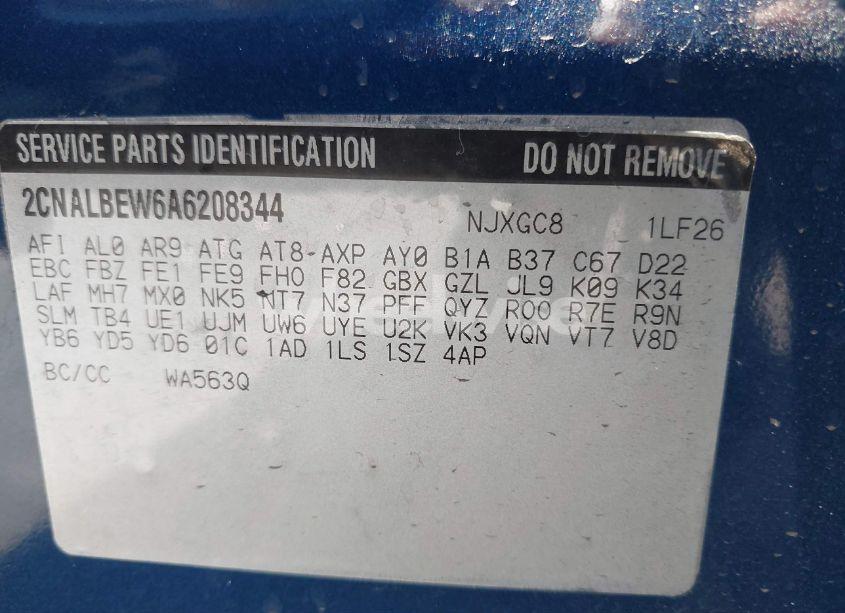 SERVICE PARTS IDENTIFICATION DO NOT REMOVE
2CNALBEW6A6208344 NJXGC8 1LF26
AFI AL0 AR9 ATG AT8 AXP AY0 B1A B37 C67 D22
EBC FBZ FE1 FE9 FHO F82 GBX GZL JL9 K09 K34
LAF MH7 MX0 NK5 NT7 N37 PFF QYZ ROO R7E R9N
SLM TB4 UE1 UJM UW6 UYE U2K VK3 VQN VT7 V8D
YB6 YD5 YD6 01C 1AD 1LS 1SZ 4AP
BC/CC WA563Q